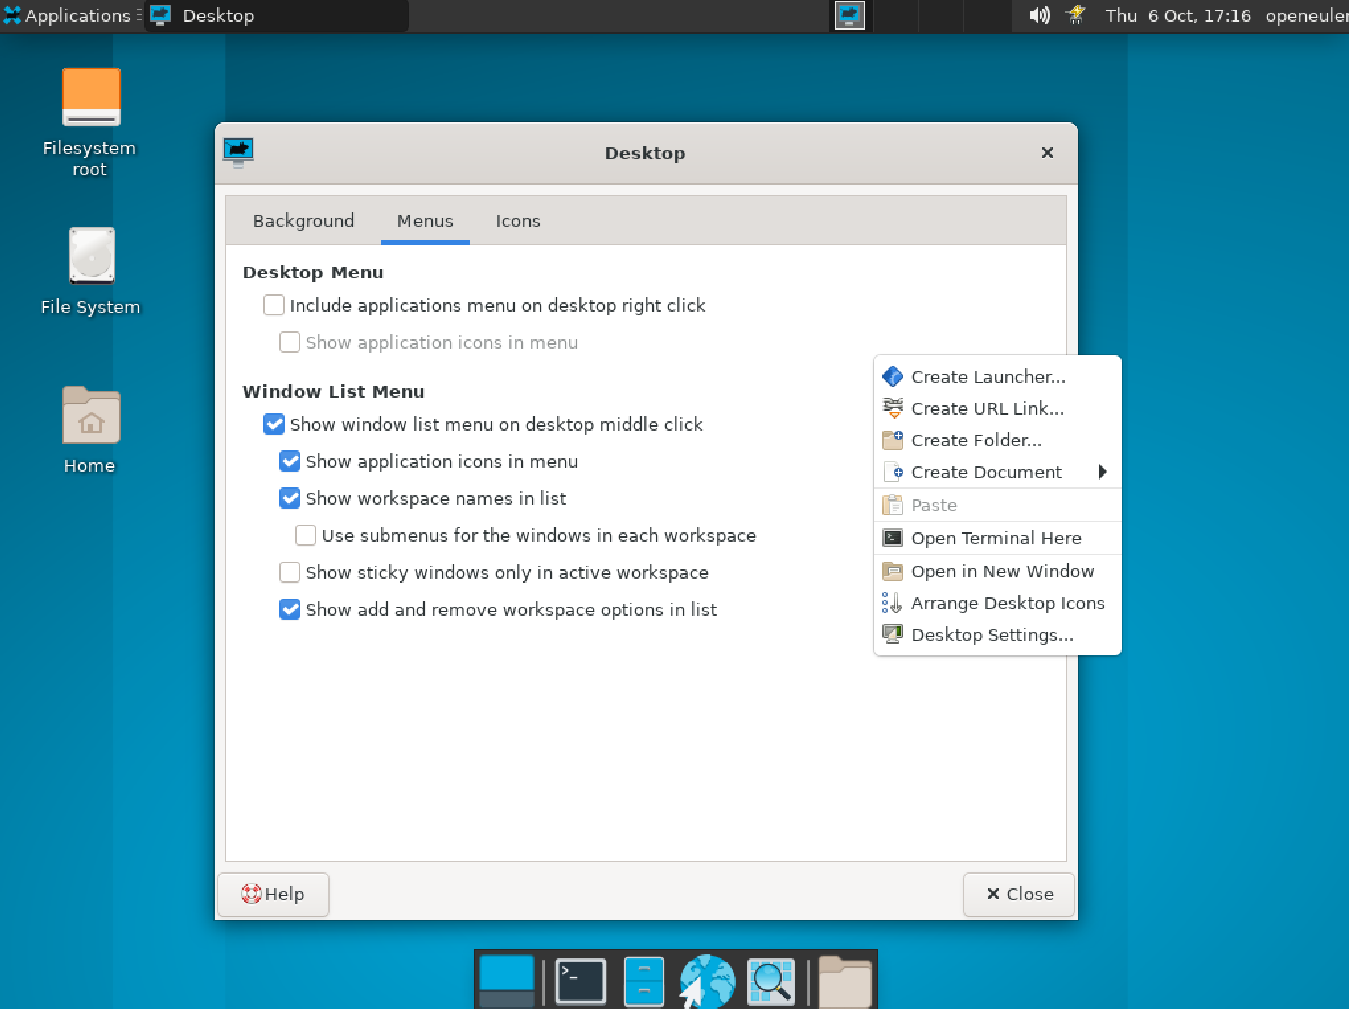 Applications
Desktop
Thu 6 Oct, 17:16
openeuler
Filesystem
root
File System
Home
Desktop
Background
Menus
Icons
Desktop Menu
Include applications menu on desktop right click
Show application icons in menu
Window List Menu
Show window list menu on desktop middle click
Show application icons in menu
Show workspace names in list
Use submenus for the windows in each workspace
Show sticky windows only in active workspace
Show add and remove workspace options in list
Create Launcher...
Create URL Link...
Create Folder...
Create Document
Paste
Open Terminal Here
Open in New Window
Arrange Desktop Icons
Desktop Settings...
Help
Close